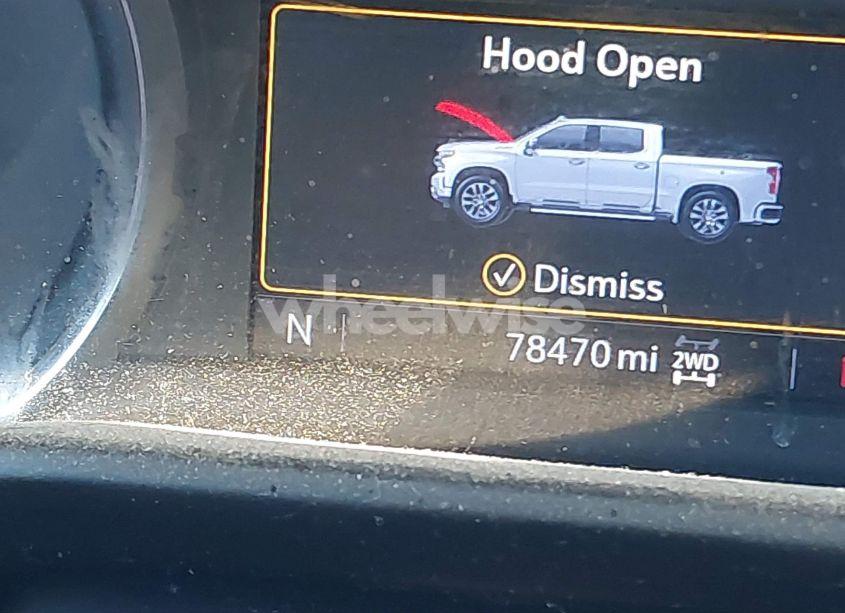 Hood Open
Dismiss
wheelwise
N
78470 mi 2WD